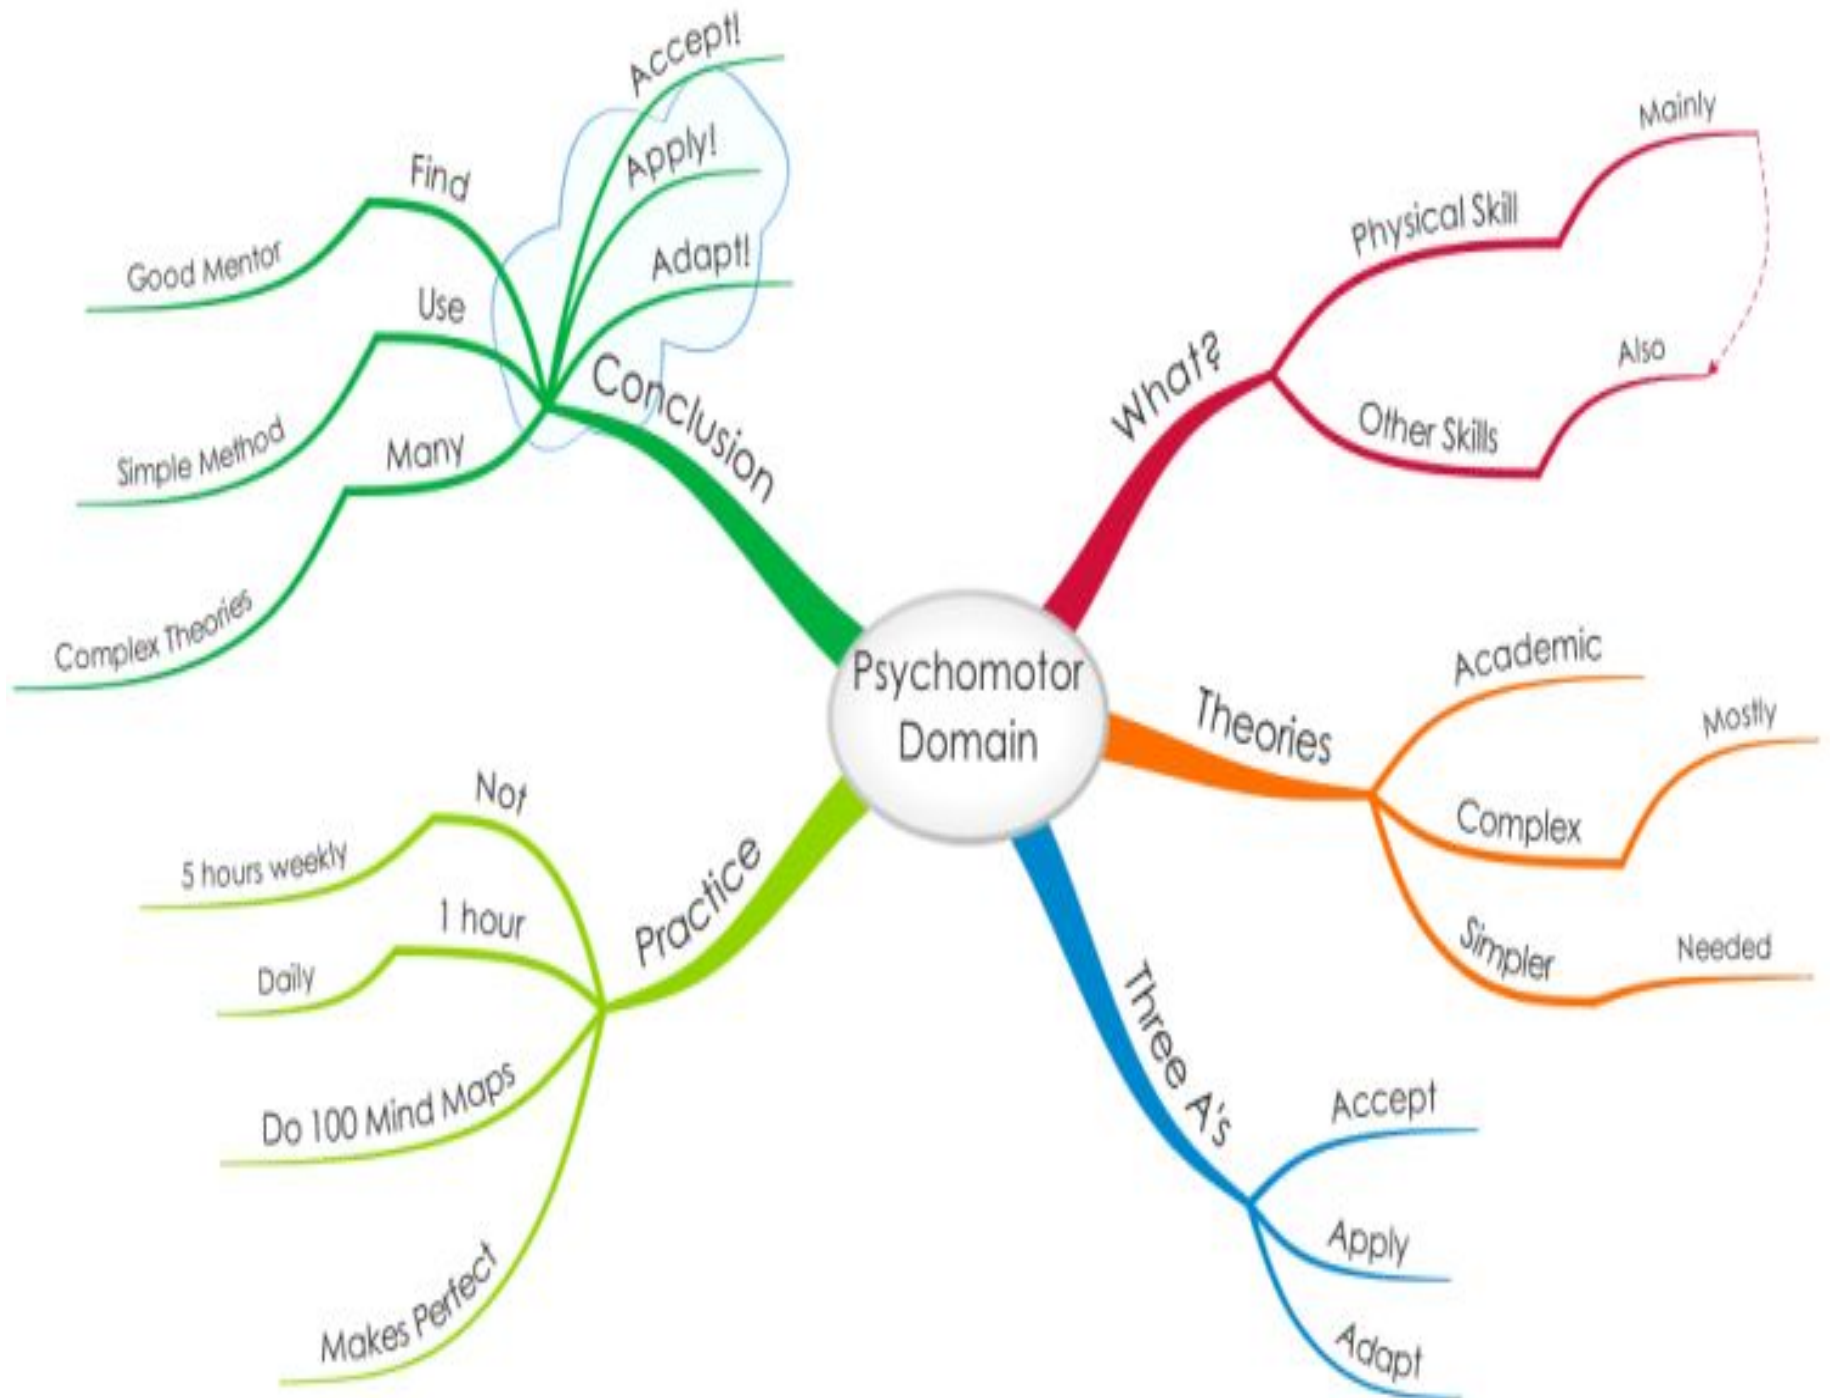 Psychomotor
Domain
What?
Physical Skill
Mainly
Other Skills
Also
Theories
Academic
Complex
Mostly
Simpler
Needed
Three A's
Accept
Apply
Adapt
Practice
Not
5 hours weekly
1 hour
Daily
Do 100 Mind Maps
Makes Perfect
Conclusion
Many
Complex Theories
Use
Simple Method
Find
Good Mentor
Accept!
Apply!
Adapt!